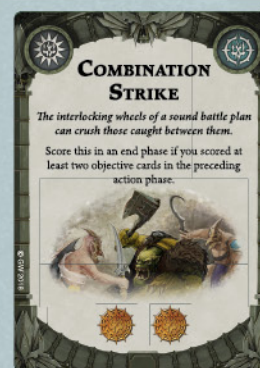 COMBINATION
STRIKE
The interlocking wheels of a sound battle plan
can crush those caught between them.
Score this in an end phase if you scored at
least two objective cards in the preceding
action phase.
© GW 2018